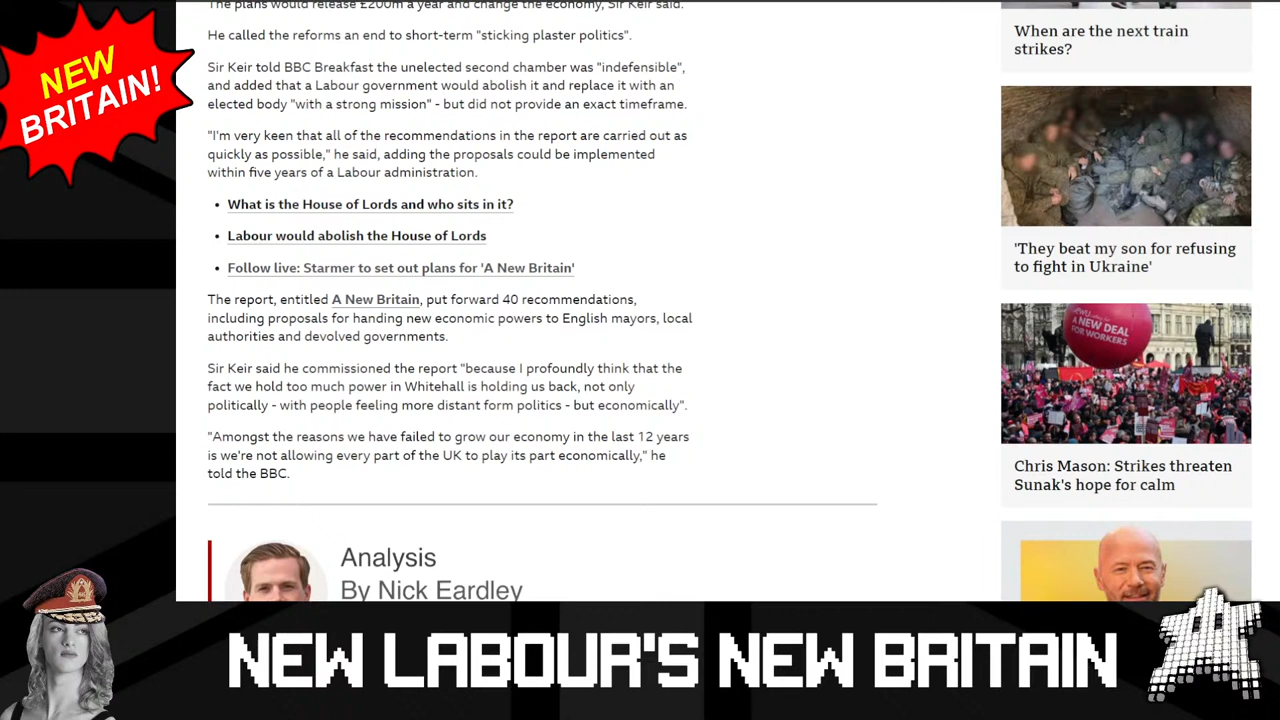 The plans would release £200m a year and change the economy, Sir Keir said.
He called the reforms an end to short-term "sticking plaster politics".
Sir Keir told BBC Breakfast the unelected second chamber was "indefensible",
and added that a Labour government would abolish it and replace it with an
elected body "with a strong mission" - but did not provide an exact timeframe.
"I'm very keen that all of the recommendations in the report are carried out as
quickly as possible," he said, adding the proposals could be implemented
within five years of a Labour administration.
• What is the House of Lords and who sits in it?
• Labour would abolish the House of Lords
• Follow live: Starmer to set out plans for 'A New Britain'
The report, entitled A New Britain, put forward 40 recommendations,
including proposals for handing new economic powers to English mayors, local
authorities and devolved governments.
Sir Keir said he commissioned the report "because I profoundly think that the
fact we hold too much power in Whitehall is holding us back, not only
politically - with people feeling more distant form politics - but economically".
"Amongst the reasons we have failed to grow our economy in the last 12 years
is we're not allowing every part of the UK to play its part economically," he
told the BBC.
Analysis
By Nick Eardley
When are the next train
strikes?
'They beat my son for refusing
to fight in Ukraine'
A NEW DEAL
FOR WORKERS
Chris Mason: Strikes threaten
Sunak's hope for calm
NEW
BRITAIN!
NEW LABOUR'S NEW BRITAIN